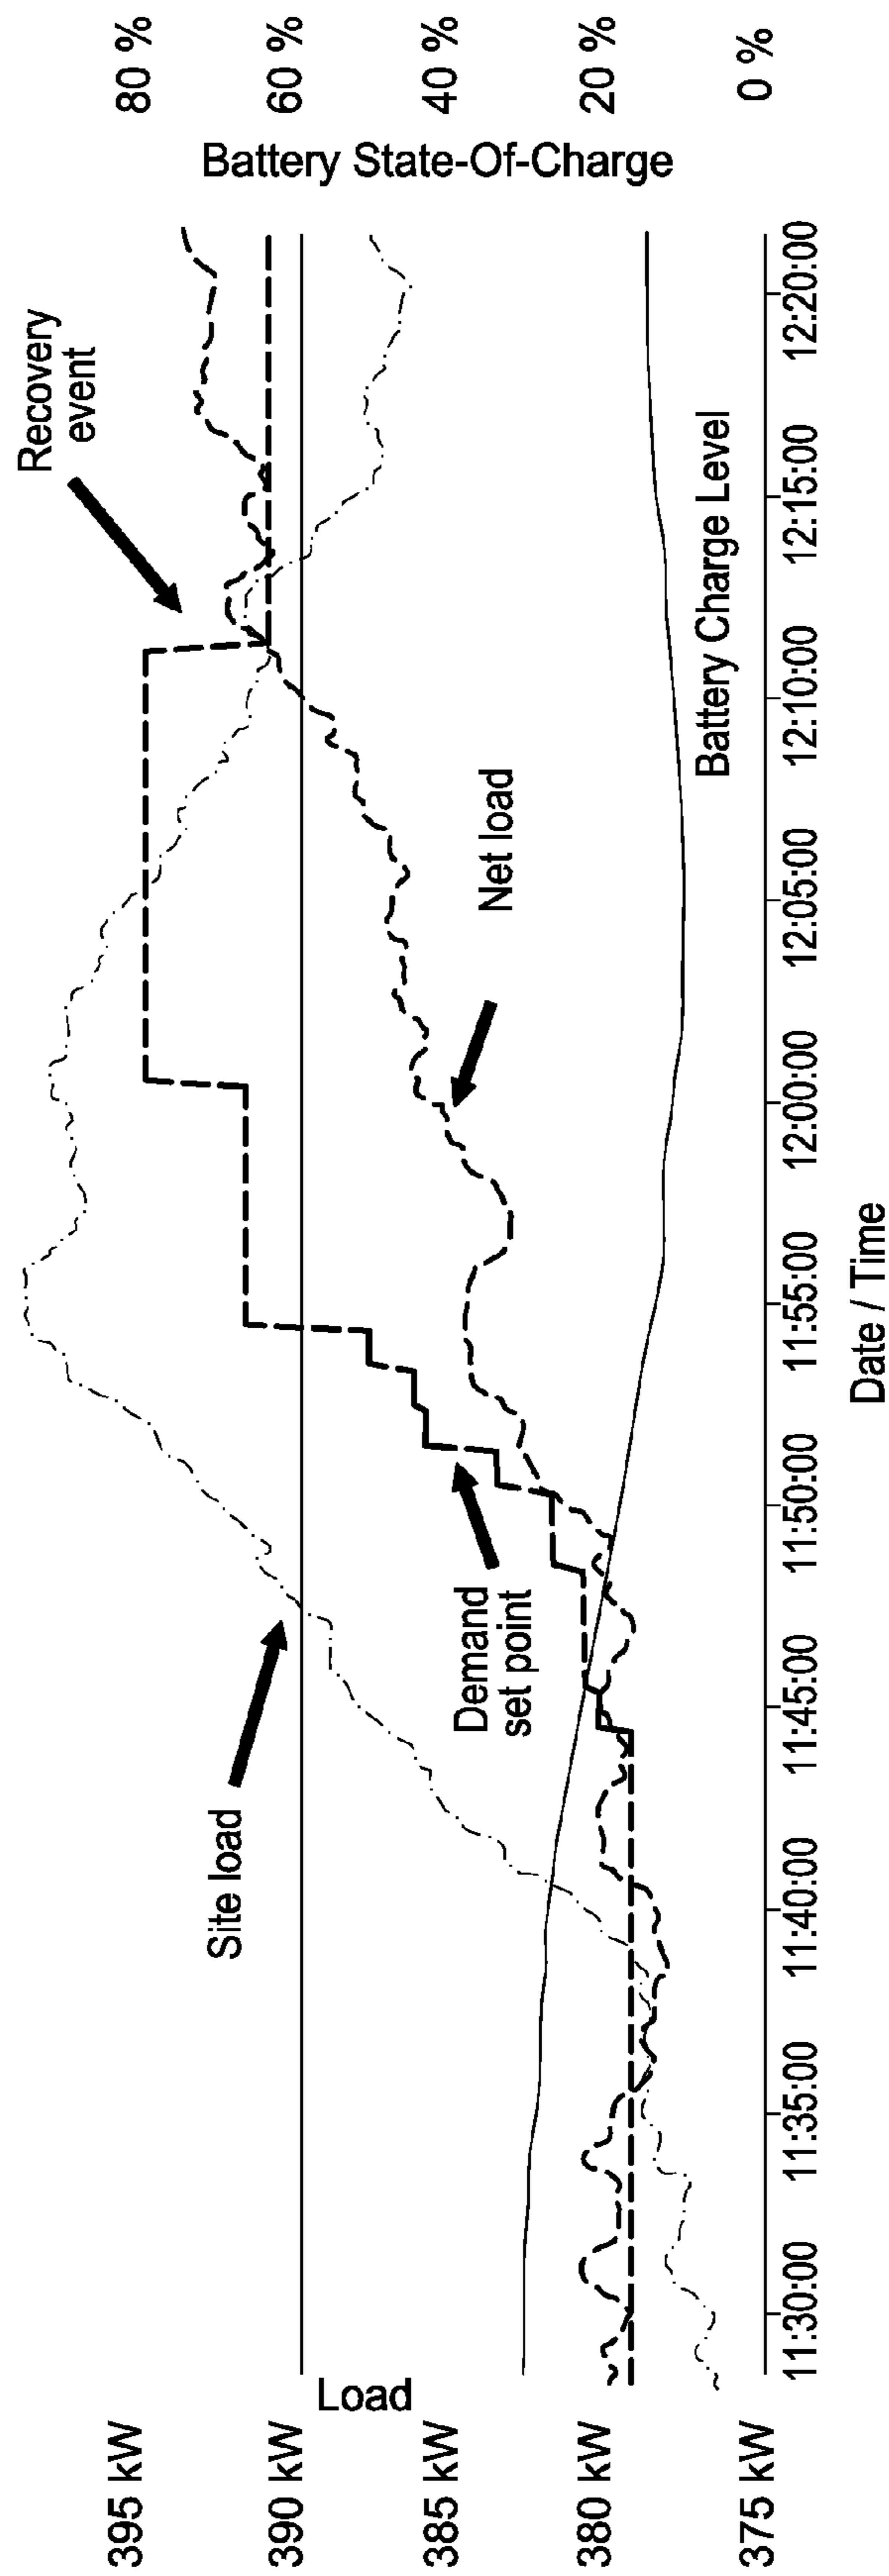 395 kW
390 kW
385 kW
380 kW
375 kW
Load
Site load
Demand
set point
Net load
Recovery
event
Battery Charge Level
80 %
60 %
40 %
20 %
0 %
Battery State-Of-Charge
11:30:00
11:35:00
11:40:00
11:45:00
11:50:00
11:55:00
12:00:00
12:05:00
12:10:00
12:15:00
12:20:00
Date / Time